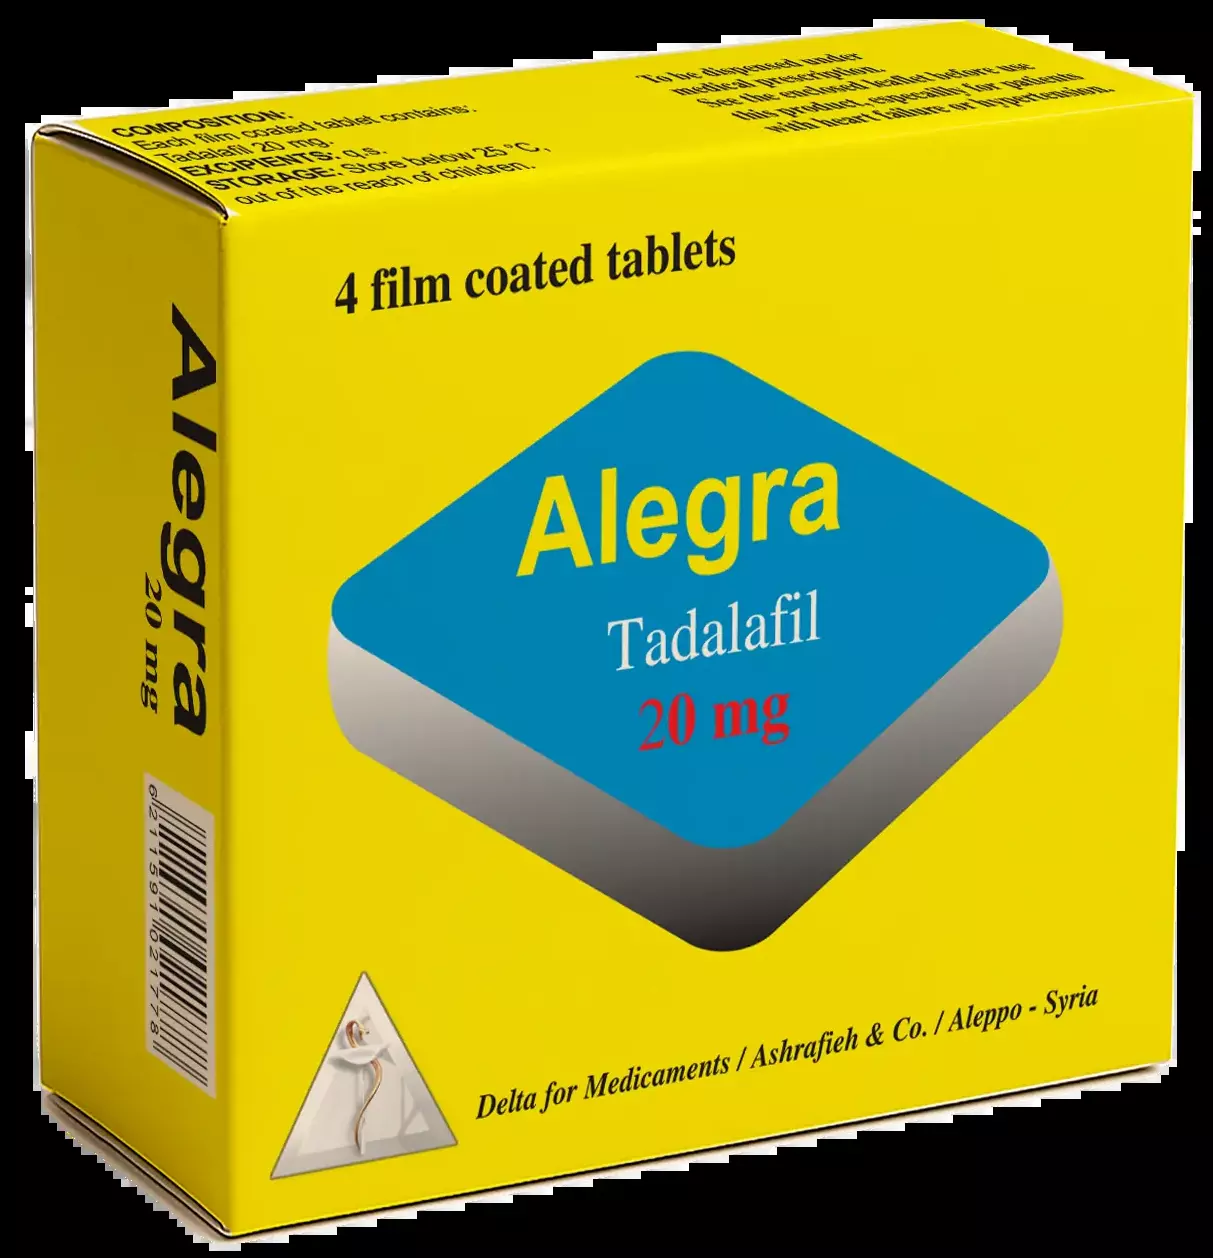 COMPOSITION:
Each film coated tablet contains:
Tadalafil 20 mg.
EXCIPIENTS: q.s.
STORAGE: Store below 25 °C,
out of the reach of children.
To be dispensed under
medical prescription
See the enclosed leaflet before use
this product, especially for patients
with heart failure or hypertension.
4 film coated tablets
Alegra
Tadalafil
20 mg
Delta for Medicaments / Ashrafieh & Co. / Aleppo - Syria
Alegra
20 mg
6 211591 021778